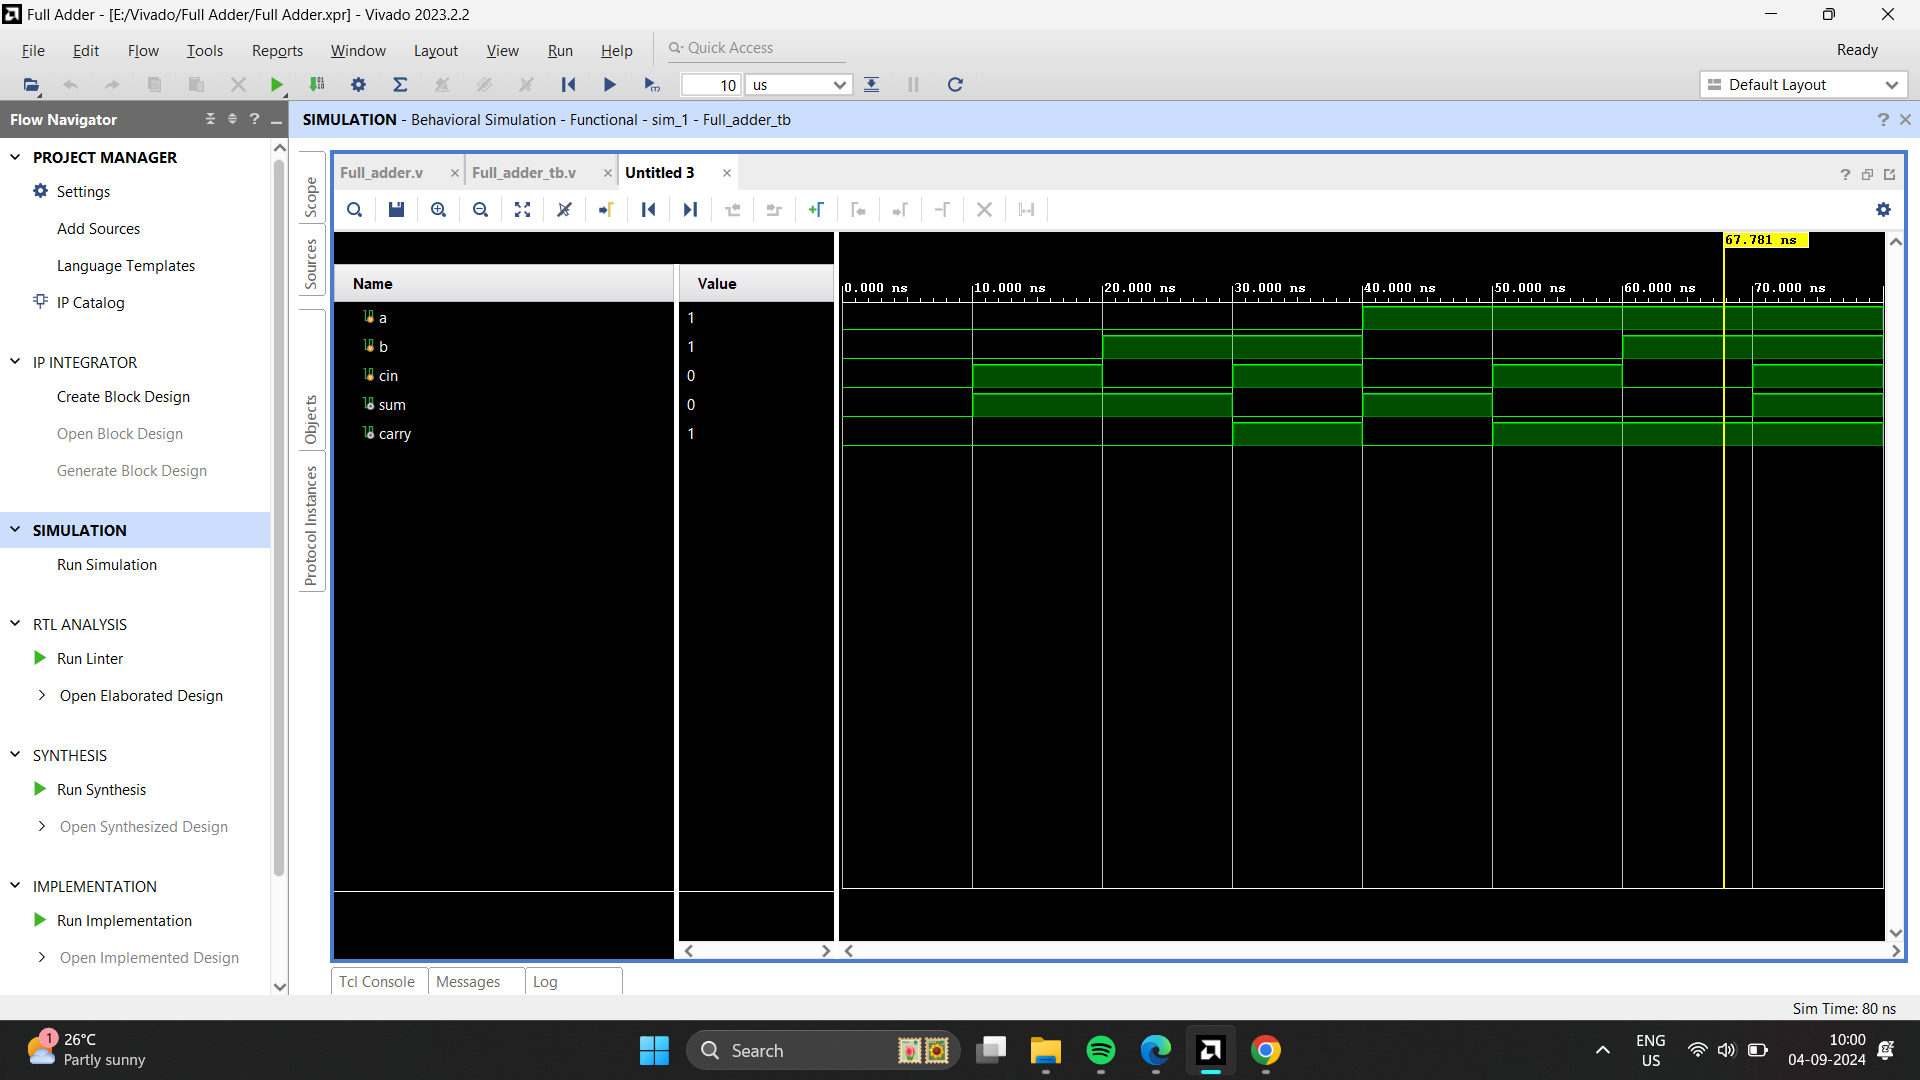 Full Adder - [E:/Vivado/Full Adder/Full Adder.xpr] - Vivado 2023.2.2
File Edit Flow Tools Reports Window Layout View Run Help Quick Access Ready
10 us Default Layout
Flow Navigator
SIMULATION - Behavioral Simulation - Functional - sim_1 - Full_adder_tb
PROJECT MANAGER
Settings
Add Sources
Language Templates
IP Catalog
IP INTEGRATOR
Create Block Design
Open Block Design
Generate Block Design
SIMULATION
Run Simulation
RTL ANALYSIS
Run Linter
Open Elaborated Design
SYNTHESIS
Run Synthesis
Open Synthesized Design
IMPLEMENTATION
Run Implementation
Open Implemented Design
Scope
Sources
Objects
Protocol Instances
Full_adder.v Full_adder_tb.v Untitled 3
67.781 ns
Name Value
0.000 ns 10.000 ns 20.000 ns 30.000 ns 40.000 ns 50.000 ns 60.000 ns 70.000 ns
a 1
b 1
cin 0
sum 0
carry 1
Tcl Console Messages Log
Sim Time: 80 ns
1
26°C
Partly sunny
Search
ENG
US
10:00
04-09-2024